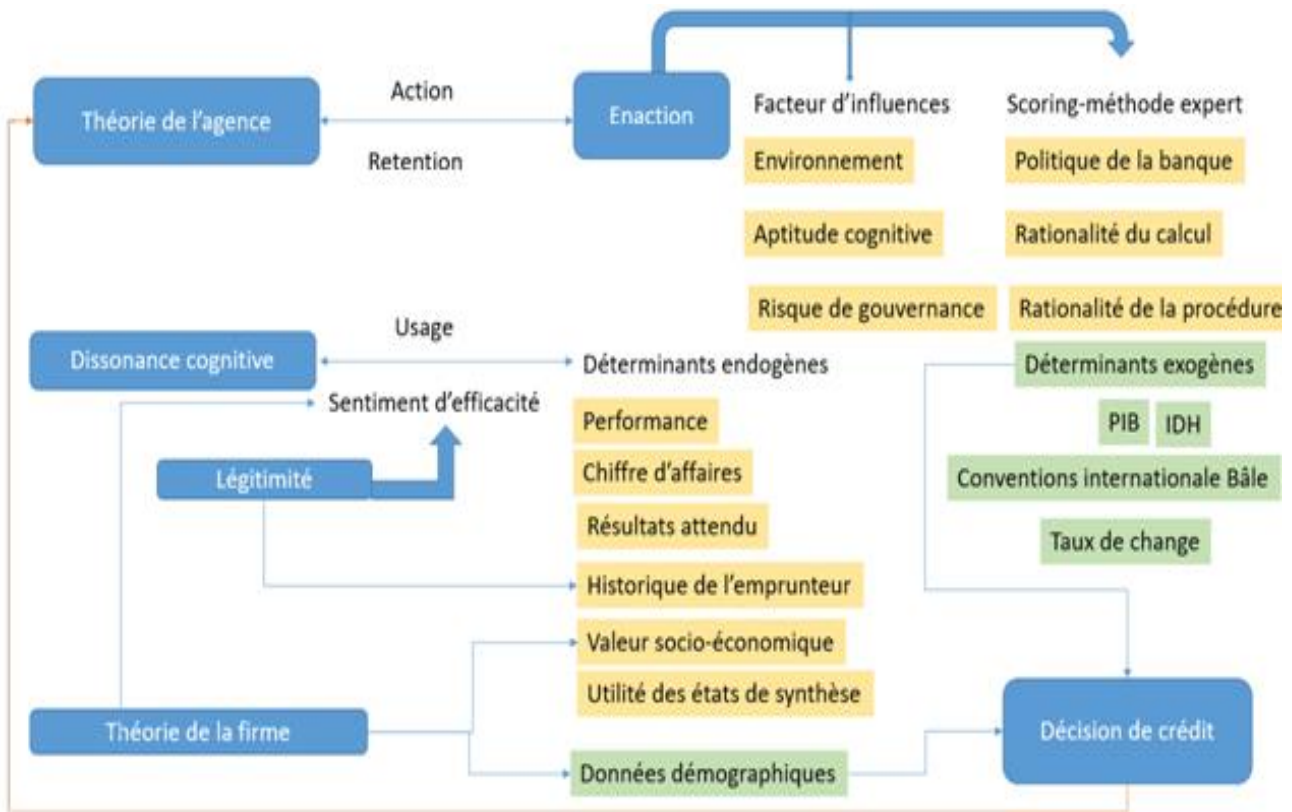 Théorie de l'agence
Action
Retention
Enaction
Facteur d'influences
Environnement
Aptitude cognitive
Risque de gouvernance
Scoring-méthode expert
Politique de la banque
Rationalité du calcul
Rationalité de la procédure
Dissonance cognitive
Usage
Sentiment d'efficacité
Légitimité
Déterminants endogènes
Performance
Chiffre d'affaires
Résultats attendu
Historique de l'emprunteur
Valeur socio-économique
Utilité des états de synthèse
Déterminants exogènes
PIB
IDH
Conventions internationale Bâle
Taux de change
Théorie de la firme
Données démographiques
Décision de crédit